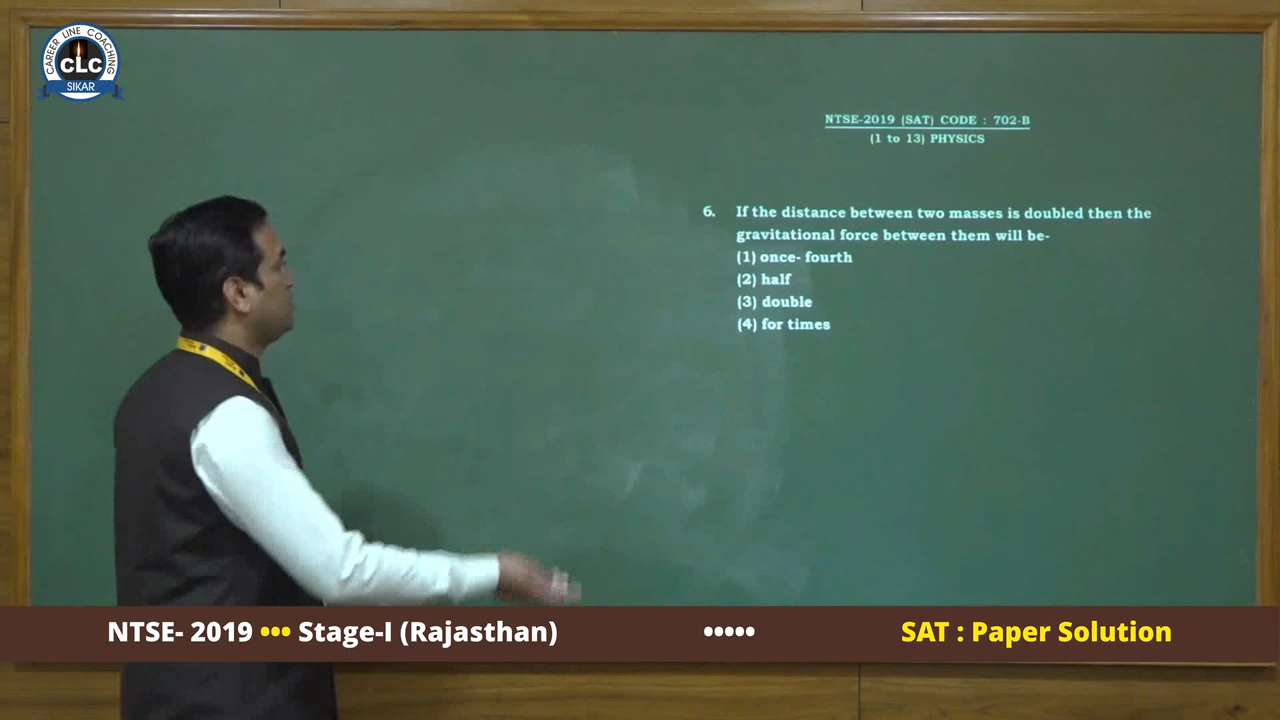 CAREER LINE COACHING
CLC
SIKAR
NTSE-2019 (SAT) CODE : 702-B
(1 to 13) PHYSICS
6. If the distance between two masses is doubled then the
gravitational force between them will be-
(1) once- fourth
(2) half
(3) double
(4) for times
NTSE- 2019 ••• Stage-I (Rajasthan) ••••• SAT : Paper Solution